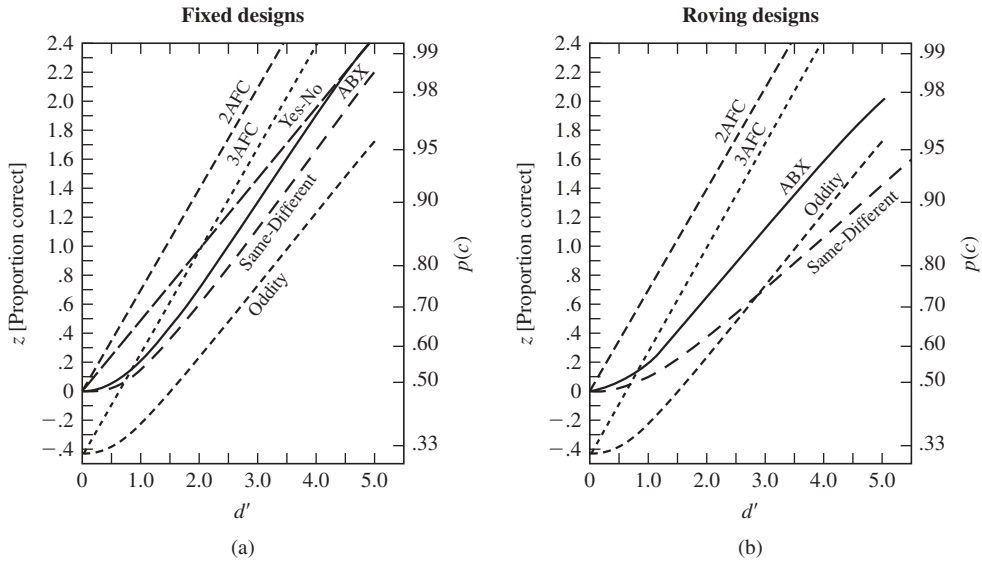 Fixed designs
2.4
2.2
2.0
1.8
1.6
1.4
1.2
1.0
.8
.6
.4
.2
0
−.2
−.4
z [Proportion correct]
.99
.98
.95
.90
.80
.70
.60
.50
.33
p(c)
2AFC
3AFC
Yes-No
ABX
Same-Different
Oddity
0 1.0 2.0 3.0 4.0 5.0
d′
(a)
Roving designs
2.4
2.2
2.0
1.8
1.6
1.4
1.2
1.0
.8
.6
.4
.2
0
−.2
−.4
z [Proportion correct]
.99
.98
.95
.90
.80
.70
.60
.50
.33
p(c)
2AFC
3AFC
ABX
Oddity
Same-Different
0 1.0 2.0 3.0 4.0 5.0
d′
(b)